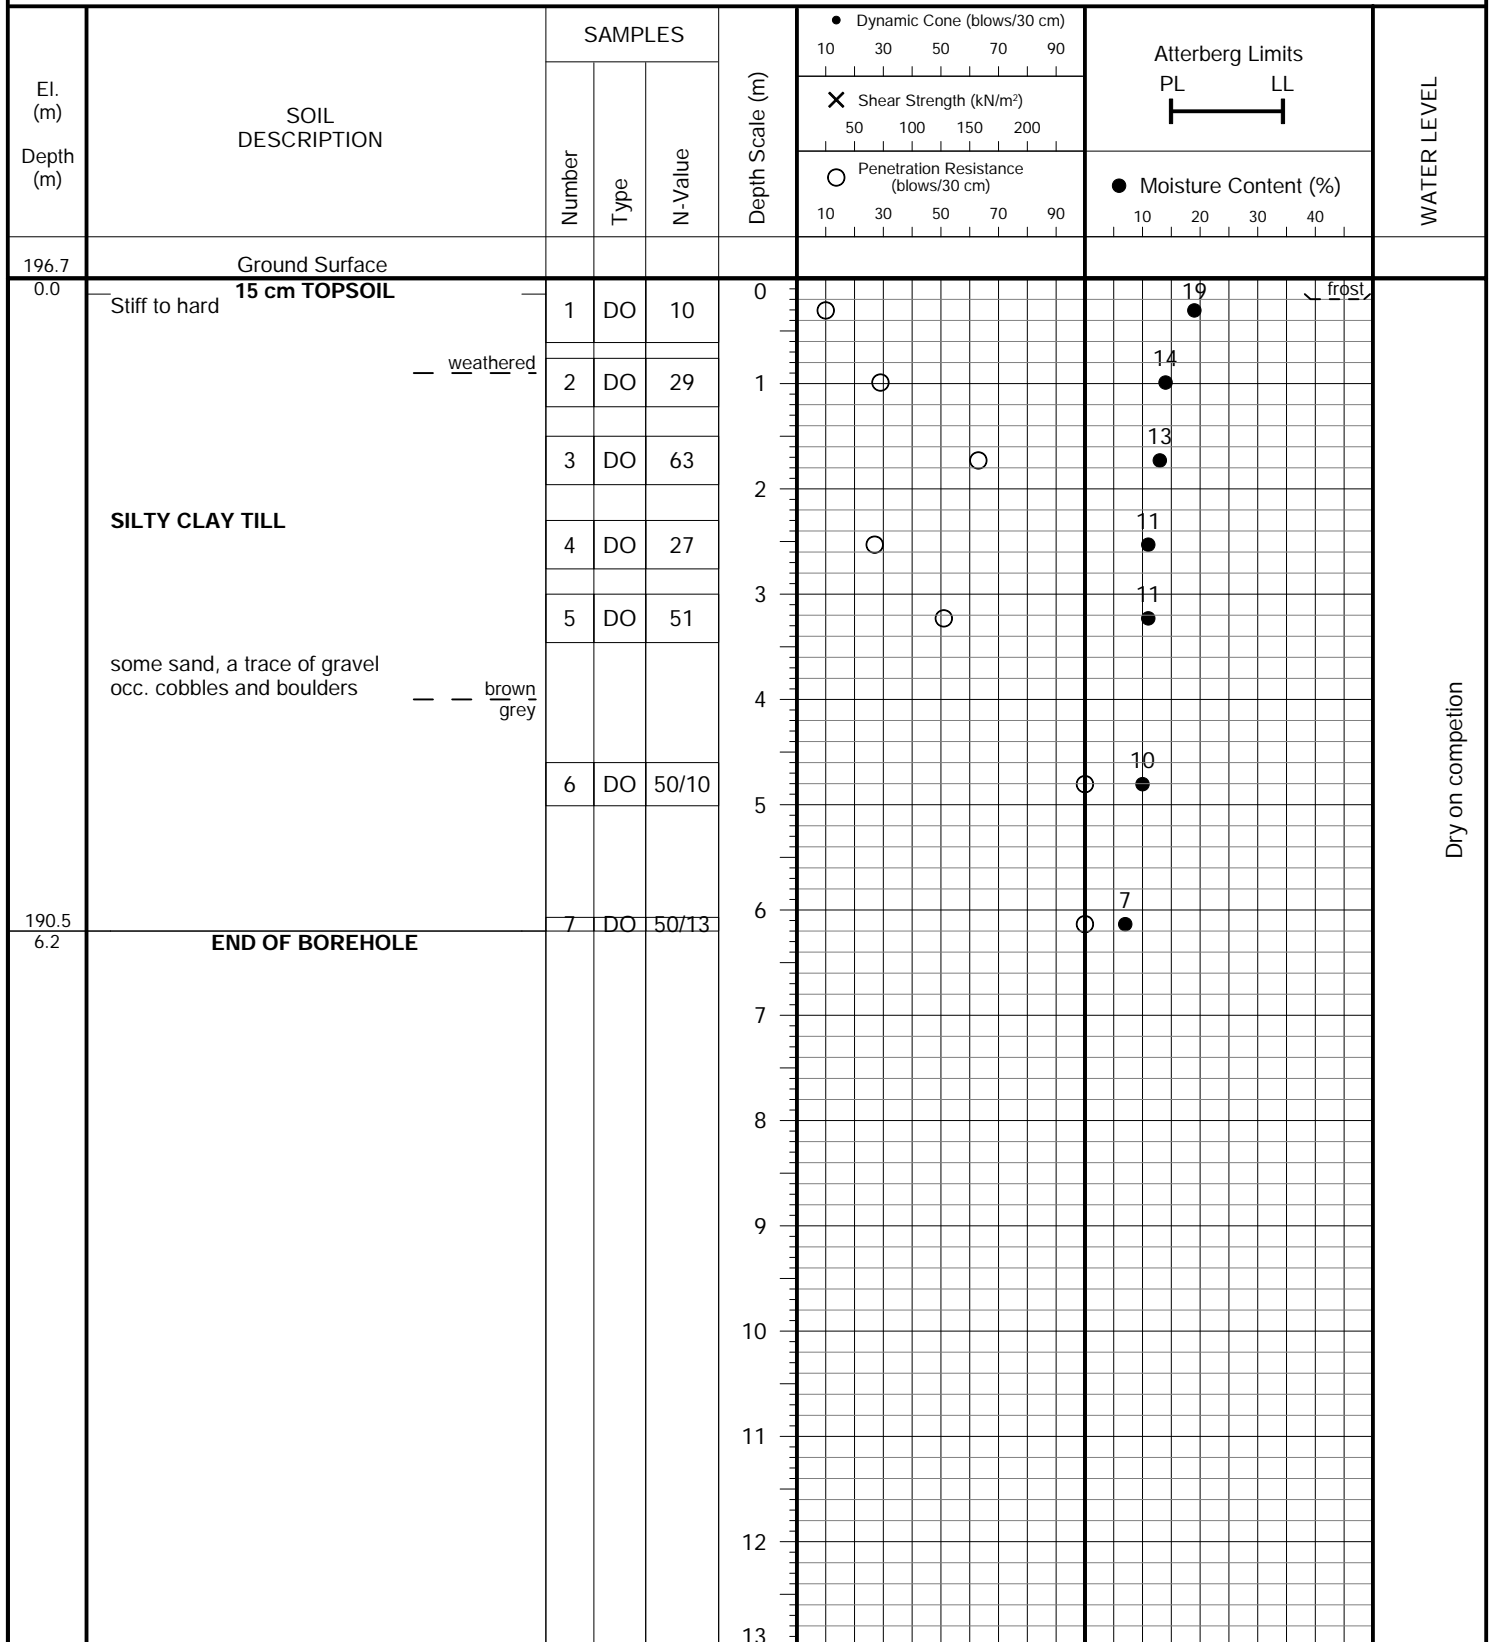 El.
(m)
Depth
(m)
SOIL
DESCRIPTION
SAMPLES
Number
Type
N-Value
Depth Scale (m)
Dynamic Cone (blows/30 cm)
10 30 50 70 90
Shear Strength (kN/m²)
50 100 150 200
Penetration Resistance
(blows/30 cm)
10 30 50 70 90
Atterberg Limits
PL LL
Moisture Content (%)
10 20 30 40
WATER LEVEL
196.7 Ground Surface
0.0 15 cm TOPSOIL 0 19 frost
Stiff to hard 1 DO 10
weathered 14
2 DO 29 1
13
3 DO 63
2
SILTY CLAY TILL 11
4 DO 27
3 11
5 DO 51
some sand, a trace of gravel
occ. cobbles and boulders brown
grey 4
10
6 DO 50/10
5
Dry on competion
7
190.5 7 DO 50/13 6
6.2 END OF BOREHOLE
7
8
9
10
11
12
13